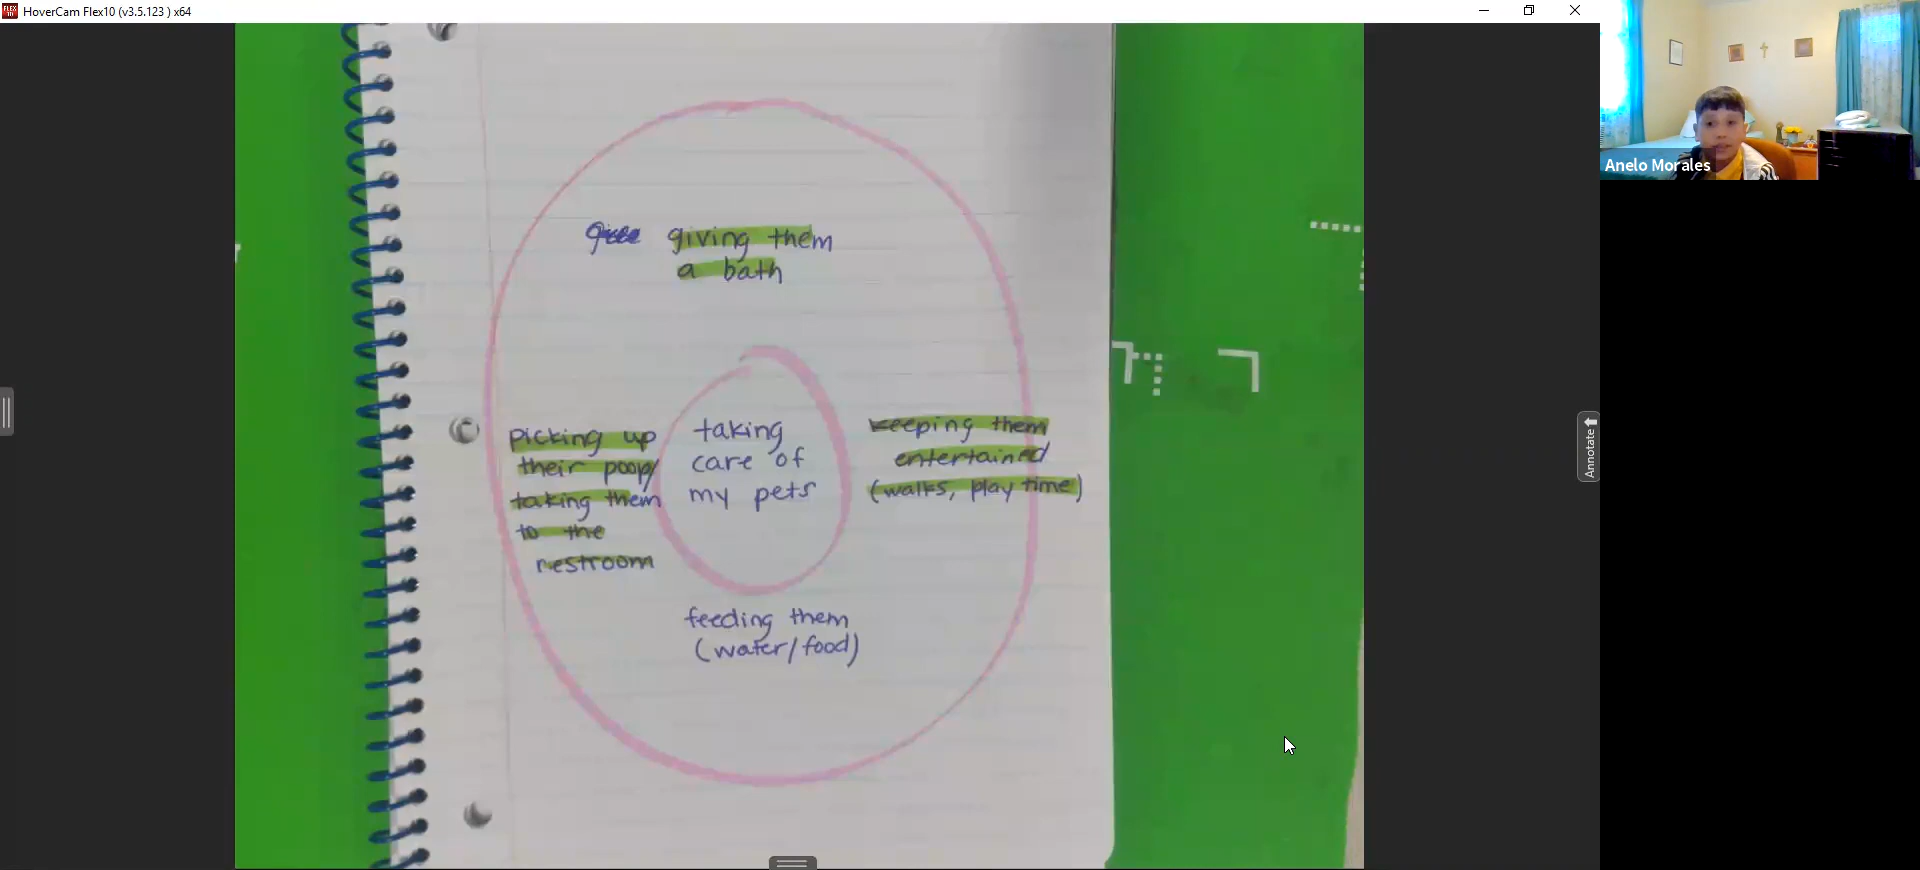 HoverCam Flex10 (v3.5.123 ) x64
giving them
a bath
picking up
their poop/
taking them
to the
restroom
taking
care of
my pets
keeping them
entertained
(walks, play time)
feeding them
(water/food)
Annotate
Anelo Morales